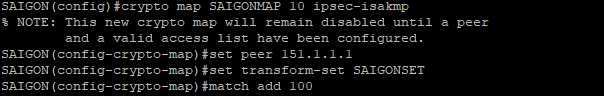 SAIGON(config)#crypto map SAIGONMAP 10 ipsec-isakmp
% NOTE: This new crypto map will remain disabled until a peer
        and a valid access list have been configured.
SAIGON(config-crypto-map)#set peer 151.1.1.1
SAIGON(config-crypto-map)#set transform-set SAIGONSET
SAIGON(config-crypto-map)#match add 100